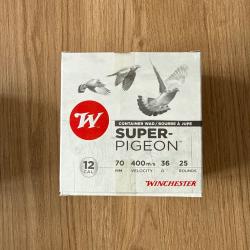 W
CONTAINER WAD / BOURRE À JUPE
SUPER-
PIGEON
12 70 400m/s 36 25
CAL MM VELOCITY G ROUNDS
WINCHESTER